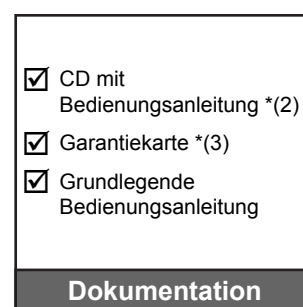 CD mit
Bedienungsanleitung *(2)
Garantiekarte *(3)
Grundlegende
Bedienungsanleitung
Dokumentation